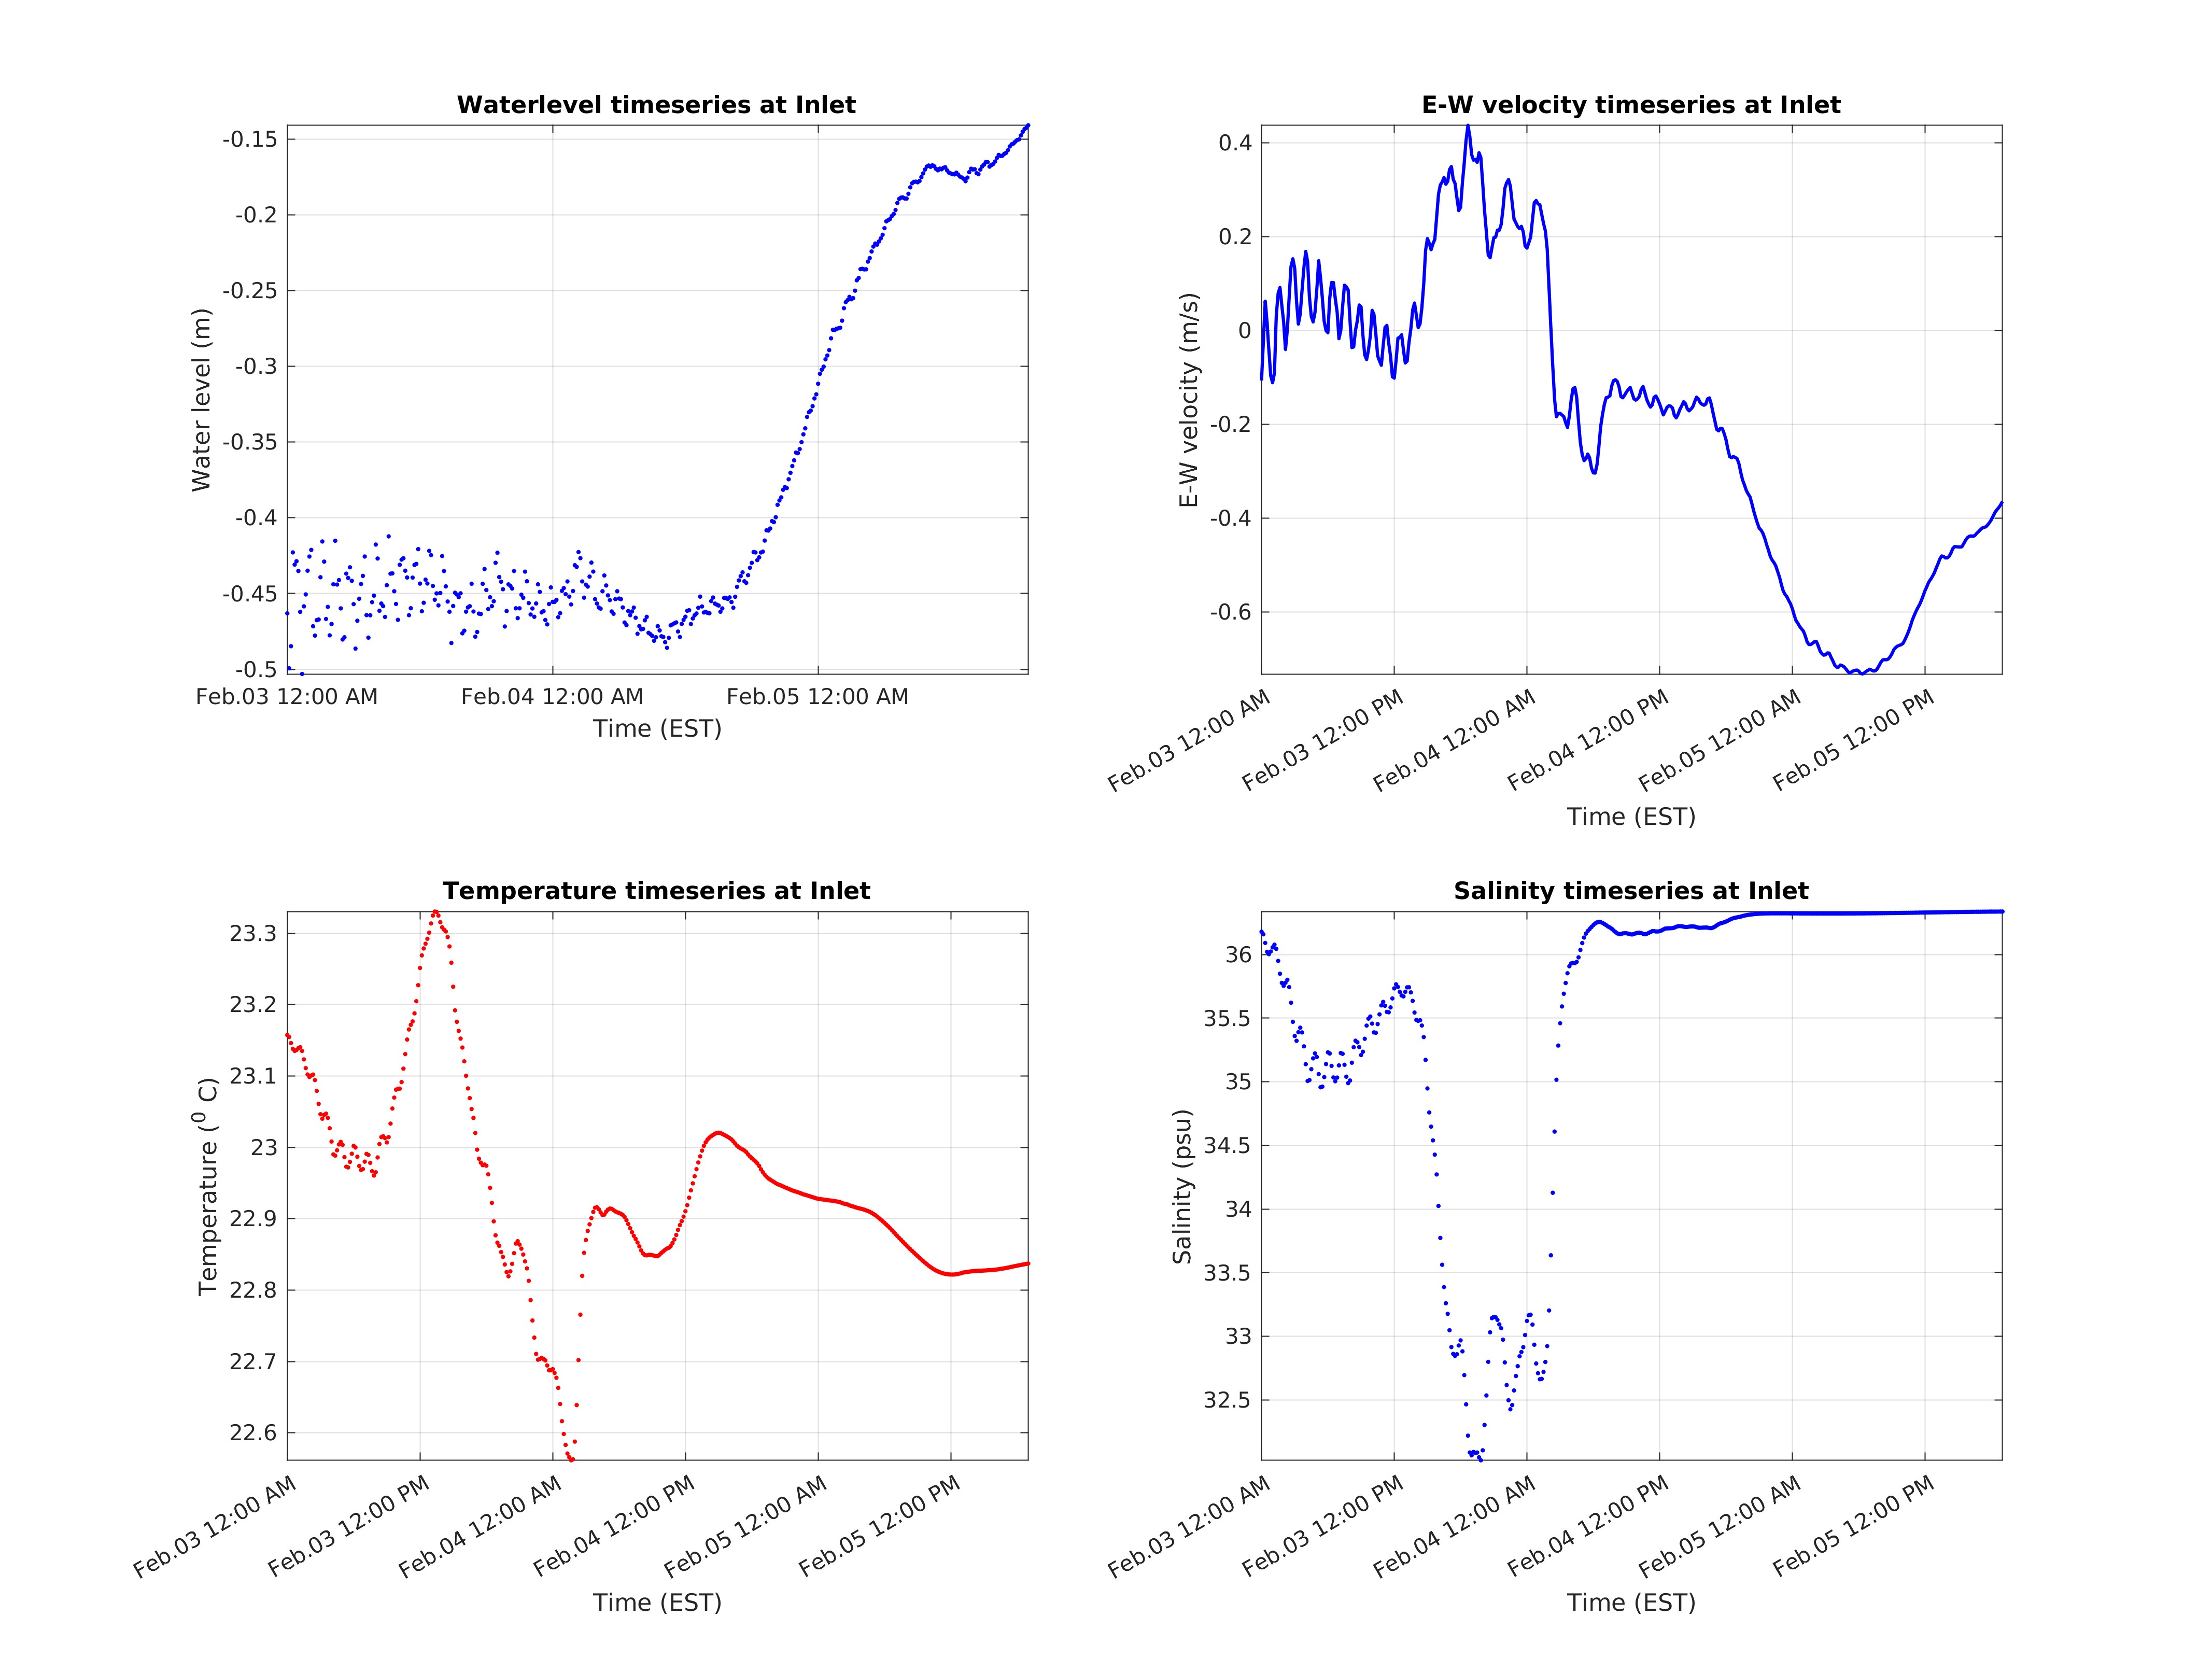 Waterlevel timeseries at Inlet
-0.15
-0.2
-0.25
-0.3
-0.35
-0.4
-0.45
-0.5
Water level (m)
Feb.03 12:00 AM
Feb.04 12:00 AM
Feb.05 12:00 AM
Time (EST)
E-W velocity timeseries at Inlet
0.4
0.2
0
-0.2
-0.4
-0.6
E-W velocity (m/s)
Feb.03 12:00 AM
Feb.03 12:00 PM
Feb.04 12:00 AM
Feb.04 12:00 PM
Feb.05 12:00 AM
Feb.05 12:00 PM
Time (EST)
Temperature timeseries at Inlet
23.3
23.2
23.1
23
22.9
22.8
22.7
22.6
Temperature (⁰ C)
Feb.03 12:00 AM
Feb.03 12:00 PM
Feb.04 12:00 AM
Feb.04 12:00 PM
Feb.05 12:00 AM
Feb.05 12:00 PM
Time (EST)
Salinity timeseries at Inlet
36
35.5
35
34.5
34
33.5
33
32.5
Salinity (psu)
Feb.03 12:00 AM
Feb.03 12:00 PM
Feb.04 12:00 AM
Feb.04 12:00 PM
Feb.05 12:00 AM
Feb.05 12:00 PM
Time (EST)